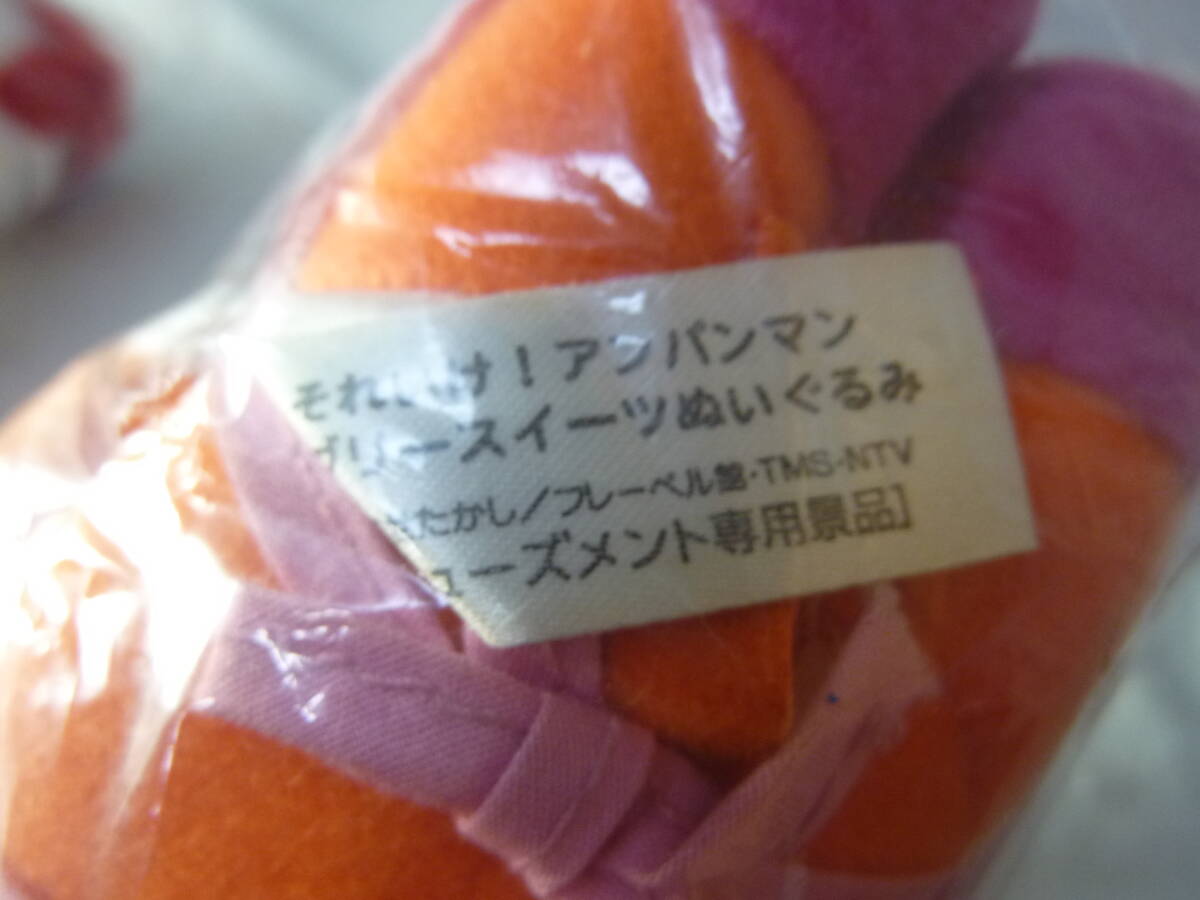 それいけ！アンパンマン
リースイーツぬいぐるみ
たかし／フレーベル館・TMS・NTV
ューズメント専用景品］